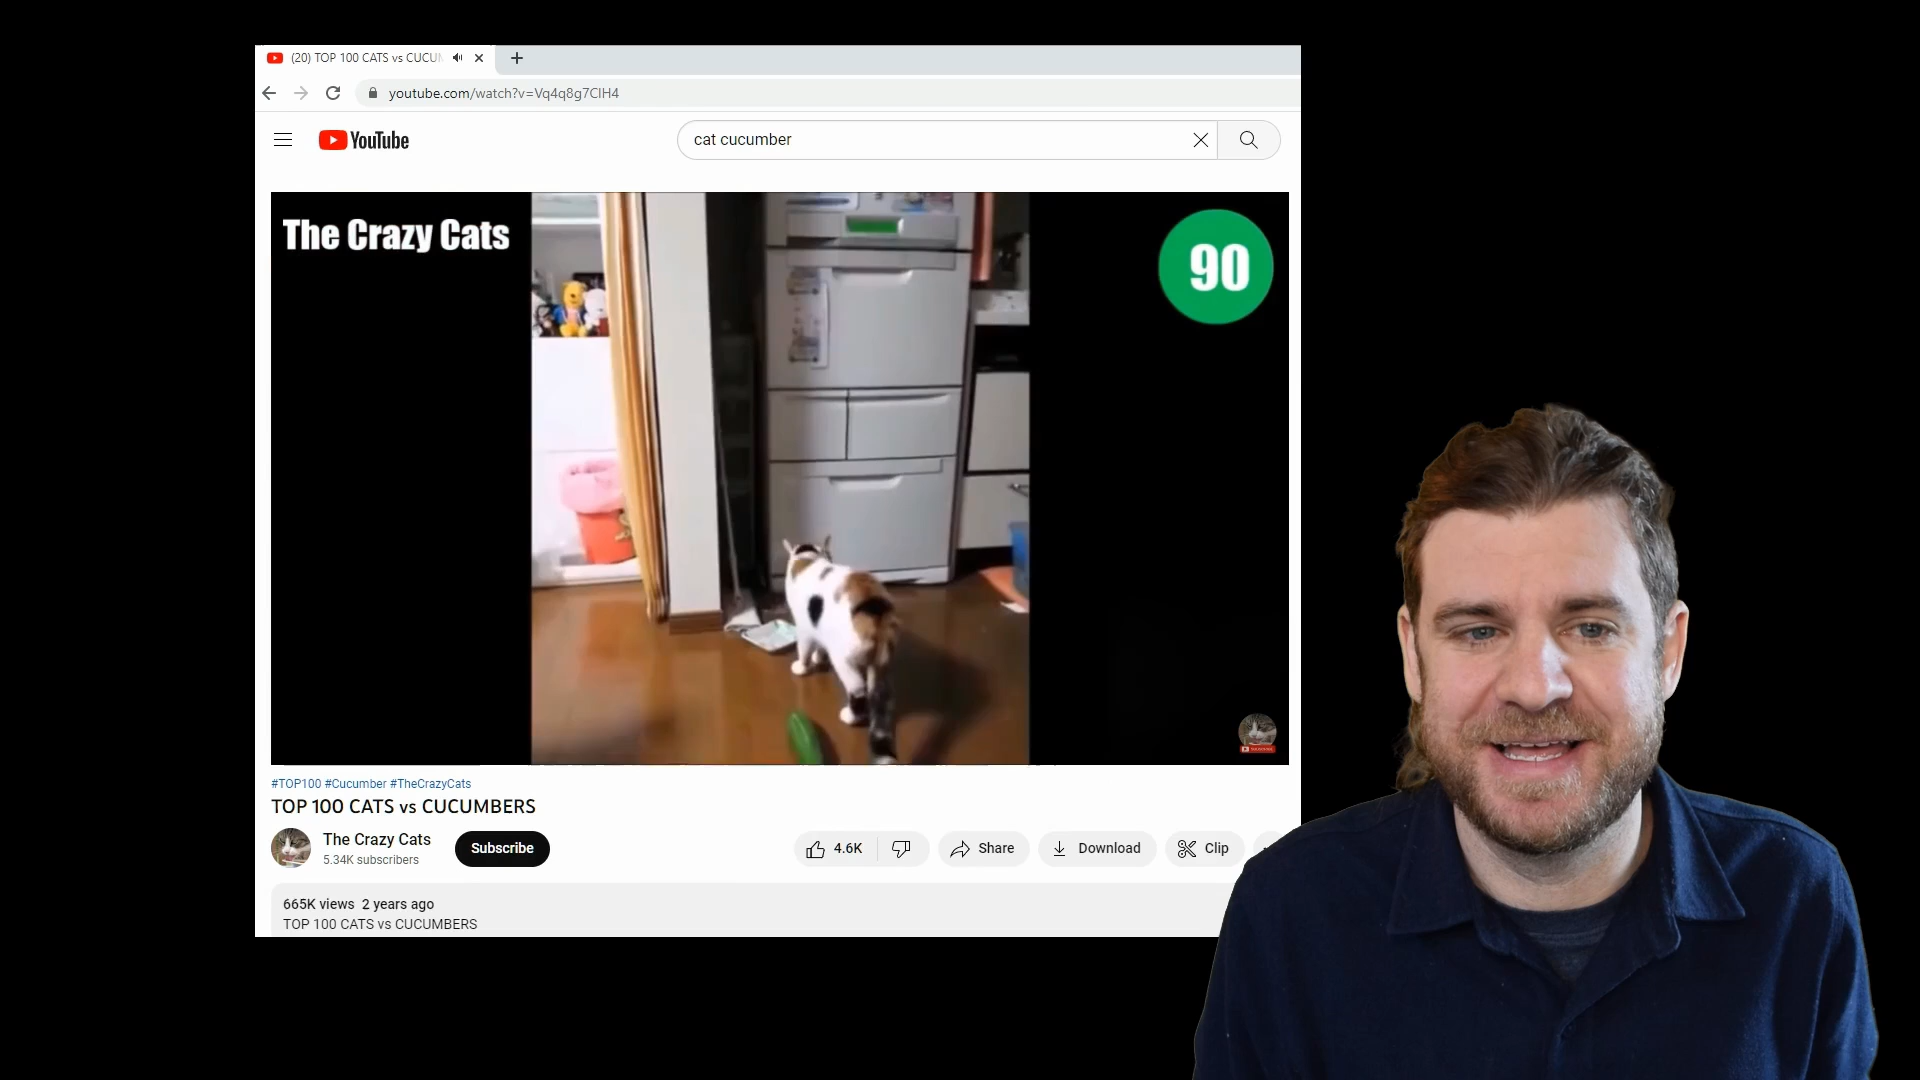 (20) TOP 100 CATS vs CUCUM
youtube.com/watch?v=Vq4q8g7CIH4
YouTube
cat cucumber
The Crazy Cats
90
#TOP100 #Cucumber #TheCrazyCats
TOP 100 CATS vs CUCUMBERS
The Crazy Cats
5.34K subscribers
Subscribe
4.6K
Share
Download
Clip
665K views 2 years ago
TOP 100 CATS vs CUCUMBERS